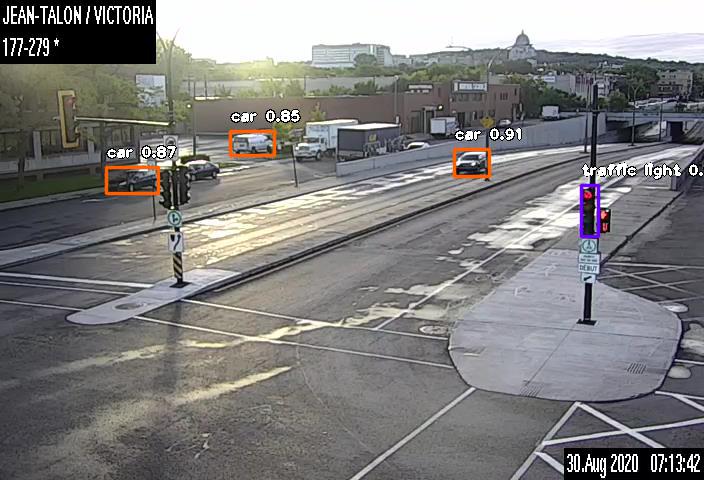 JEAN-TALON / VICTORIA
177-279 *
car 0.85
car 0.91
car 0.87
traffic light 0.
DÉBUT
30.Aug 2020 07:13:42